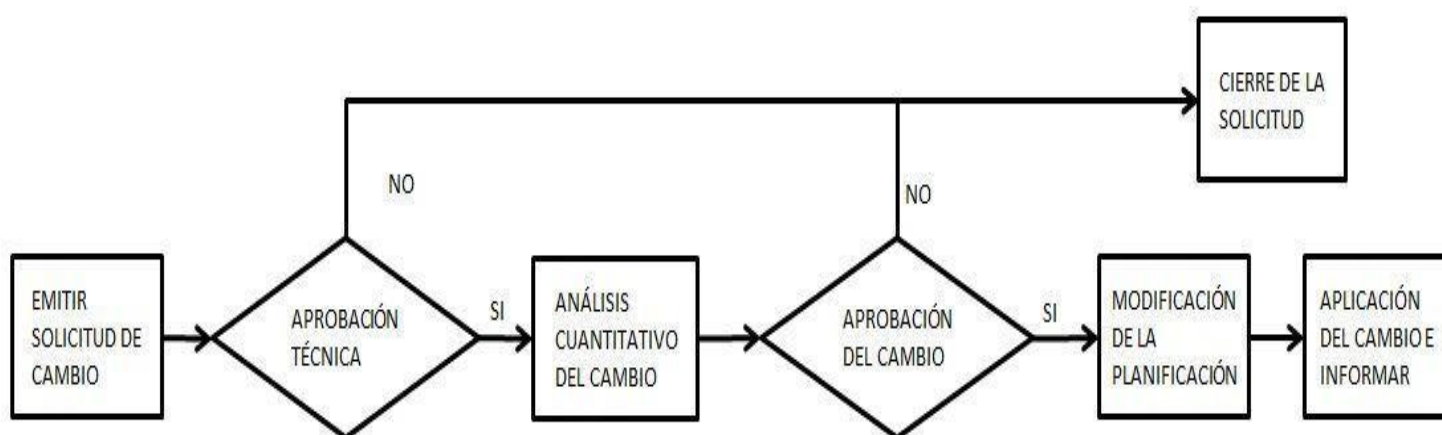 CIERRE DE LA
SOLICITUD
NO
NO
EMITIR
SOLICITUD DE
CAMBIO
APROBACIÓN
TÉCNICA
SI
ANÁLISIS
CUANTITATIVO
DEL CAMBIO
APROBACIÓN
DEL CAMBIO
SI
MODIFICACIÓN
DE LA
PLANIFICACIÓN
APLICACIÓN
DEL CAMBIO E
INFORMAR